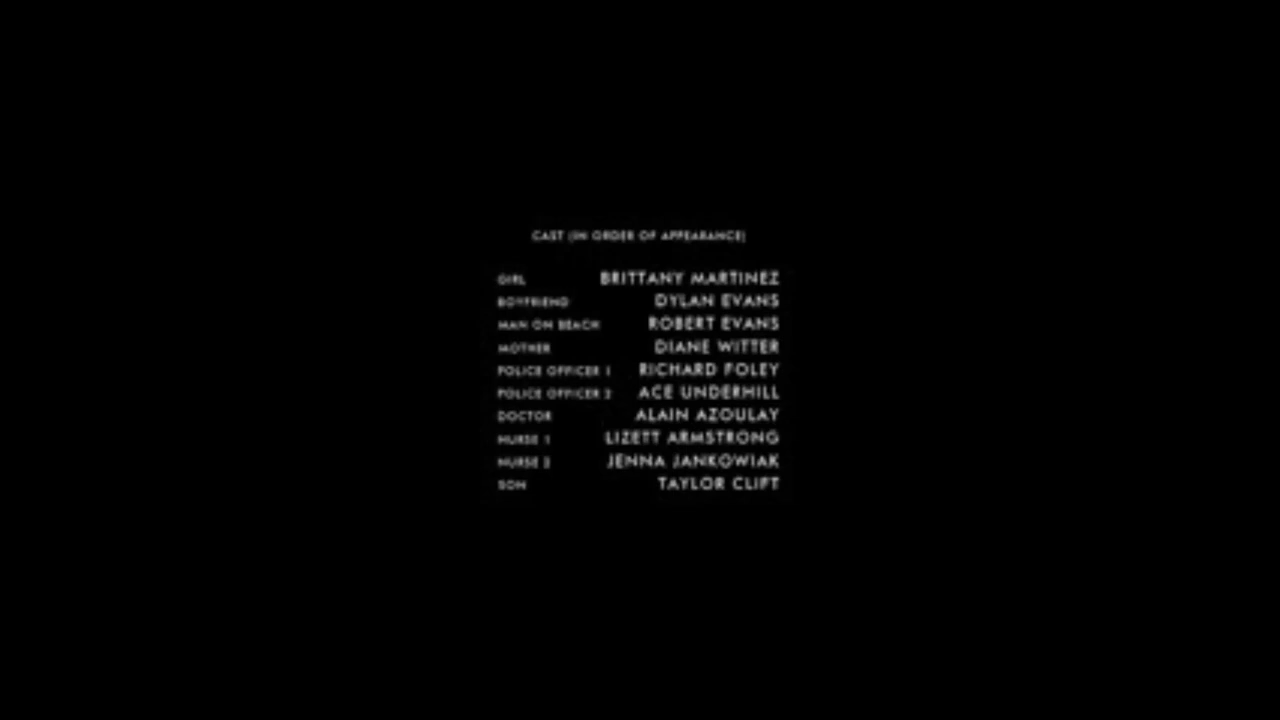 CAST (IN ORDER OF APPEARANCE)
GIRL BRITTANY MARTINEZ
BOYFRIEND DYLAN EVANS
MAN ON BEACH ROBERT EVANS
MOTHER DIANE WITTER
POLICE OFFICER 1 RICHARD FOLEY
POLICE OFFICER 2 ACE UNDERHILL
DOCTOR ALAIN AZOULAY
NURSE 1 LIZETT ARMSTRONG
NURSE 2 JENNA JANKOWIAK
SON TAYLOR CLIFT